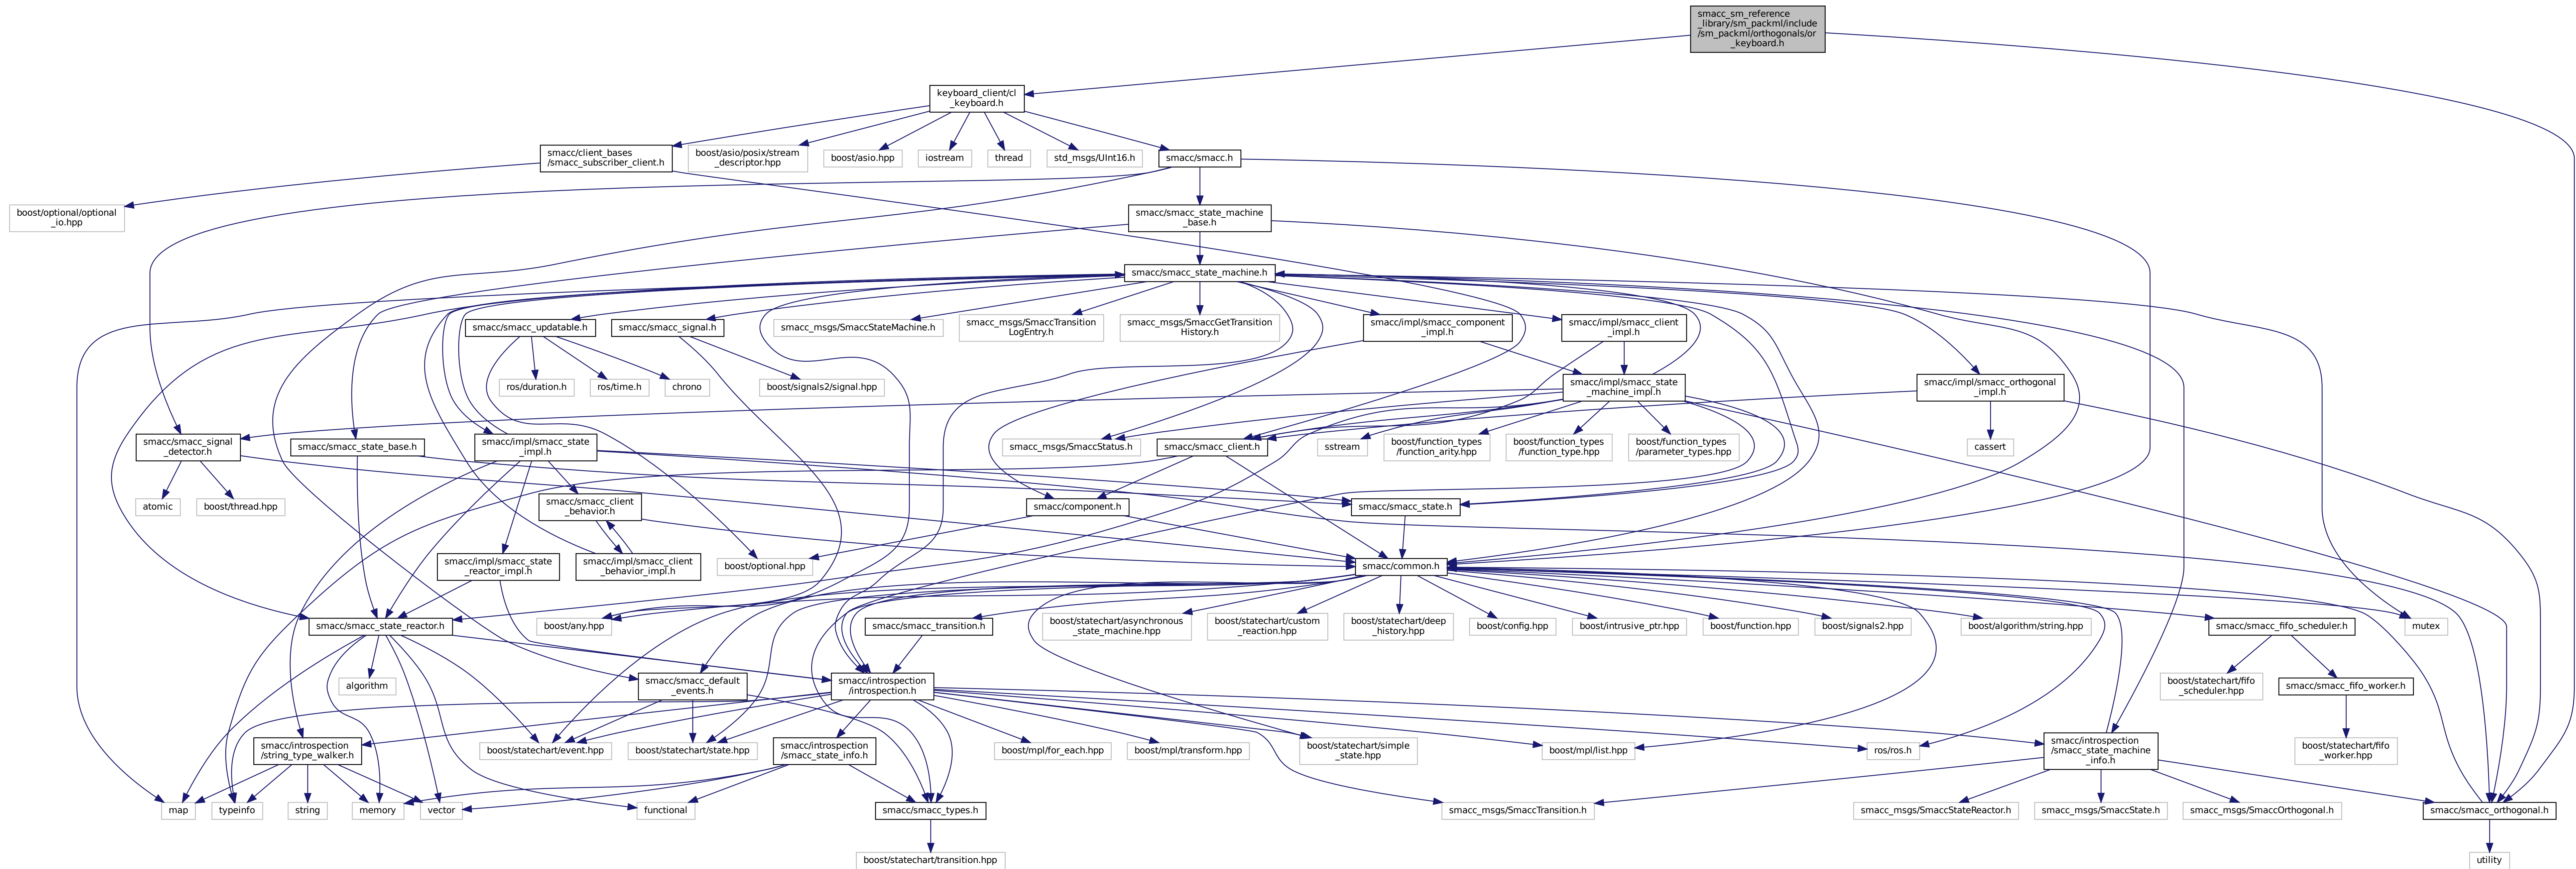 smacc_sm_reference
_library/sm_packml/include
/sm_packml/orthogonals/or
_keyboard.h
keyboard_client/cl
_keyboard.h
smacc/client_bases
/smacc_subscriber_client.h
boost/asio/posix/stream
_descriptor.hpp
boost/asio.hpp
iostream
thread
std_msgs/UInt16.h
smacc/smacc.h
boost/optional/optional
_io.hpp
smacc/smacc_state_machine
_base.h
smacc/smacc_state_machine.h
smacc/smacc_updatable.h
smacc/smacc_signal.h
smacc_msgs/SmaccStateMachine.h
smacc_msgs/SmaccTransition
LogEntry.h
smacc_msgs/SmaccGetTransition
History.h
smacc/impl/smacc_component
_impl.h
smacc/impl/smacc_client
_impl.h
ros/duration.h
ros/time.h
chrono
boost/signals2/signal.hpp
smacc/impl/smacc_state
_machine_impl.h
smacc/impl/smacc_orthogonal
_impl.h
smacc/smacc_signal
_detector.h
smacc/smacc_state_base.h
smacc/impl/smacc_state
_impl.h
smacc_msgs/SmaccStatus.h
smacc/smacc_client.h
sstream
boost/function_types
/function_arity.hpp
boost/function_types
/function_type.hpp
boost/function_types
/parameter_types.hpp
cassert
atomic
boost/thread.hpp
smacc/smacc_client
_behavior.h
smacc/component.h
smacc/smacc_state.h
smacc/impl/smacc_state
_reactor_impl.h
smacc/impl/smacc_client
_behavior_impl.h
boost/optional.hpp
smacc/common.h
smacc/smacc_state_reactor.h
boost/any.hpp
smacc/smacc_transition.h
boost/statechart/asynchronous
_state_machine.hpp
boost/statechart/custom
_reaction.hpp
boost/statechart/deep
_history.hpp
boost/config.hpp
boost/intrusive_ptr.hpp
boost/function.hpp
boost/signals2.hpp
boost/algorithm/string.hpp
smacc/smacc_fifo_scheduler.h
mutex
algorithm
smacc/smacc_default
_events.h
smacc/introspection
/introspection.h
boost/statechart/fifo
_scheduler.hpp
smacc/smacc_fifo_worker.h
smacc/introspection
/string_type_walker.h
boost/statechart/event.hpp
boost/statechart/state.hpp
smacc/introspection
/smacc_state_info.h
boost/mpl/for_each.hpp
boost/mpl/transform.hpp
boost/statechart/simple
_state.hpp
boost/mpl/list.hpp
ros/ros.h
smacc/introspection
/smacc_state_machine
_info.h
boost/statechart/fifo
_worker.hpp
map
typeinfo
string
memory
vector
functional
smacc/smacc_types.h
smacc_msgs/SmaccTransition.h
smacc_msgs/SmaccStateReactor.h
smacc_msgs/SmaccState.h
smacc_msgs/SmaccOrthogonal.h
smacc/smacc_orthogonal.h
boost/statechart/transition.hpp
utility